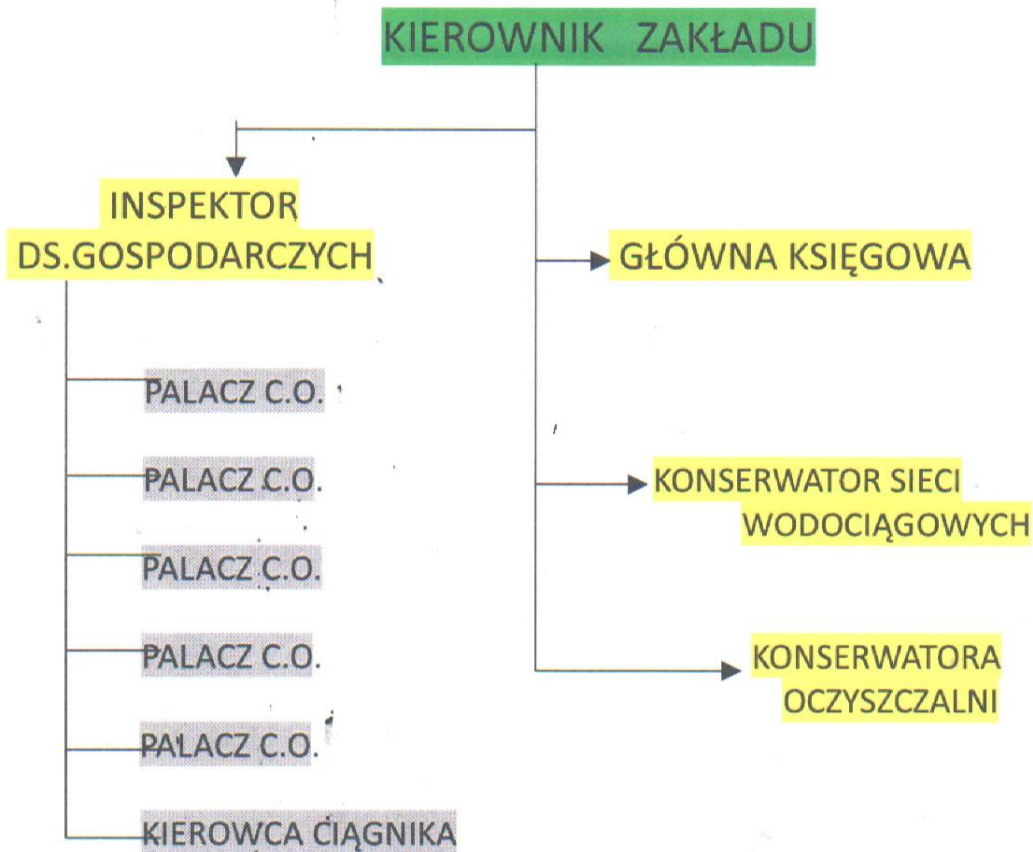 KIEROWNIK ZAKŁADU
INSPEKTOR
DS.GOSPODARCZYCH
GŁÓWNA KSIĘGOWA
PALACZ C.O.
PALACZ C.O.
PALACZ C.O.
PALACZ C.O.
PALACZ C.O.
KIEROWCA CIĄGNIKA
KONSERWATOR SIECI
WODOCIĄGOWYCH
KONSERWATORA
OCZYSZCZALNI